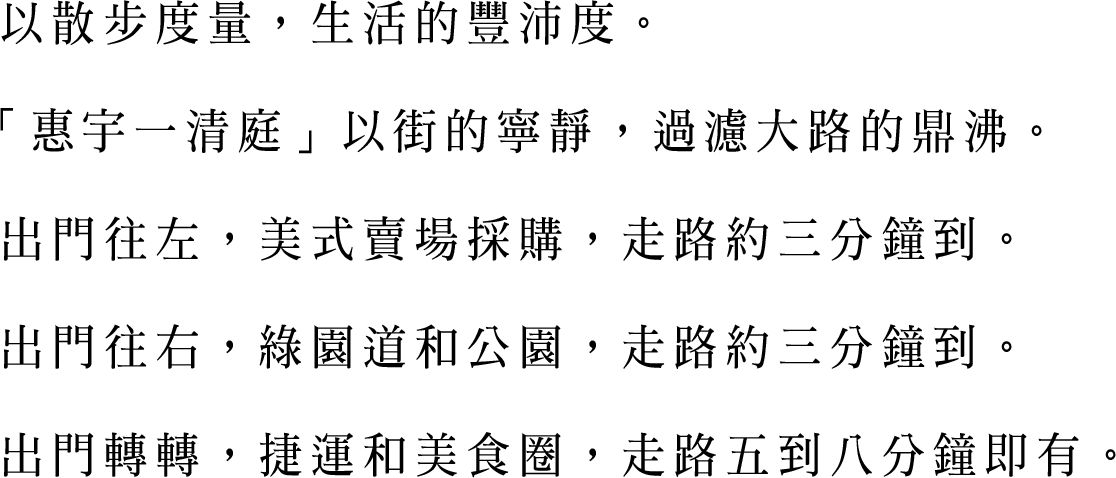 以散步度量，生活的豐沛度。
「惠宇一清庭」以街的寧靜，過濾大路的鼎沸。
出門往左，美式賣場採購，走路約三分鐘到。
出門往右，綠園道和公園，走路約三分鐘到。
出門轉轉，捷運和美食圈，走路五到八分鐘即有。